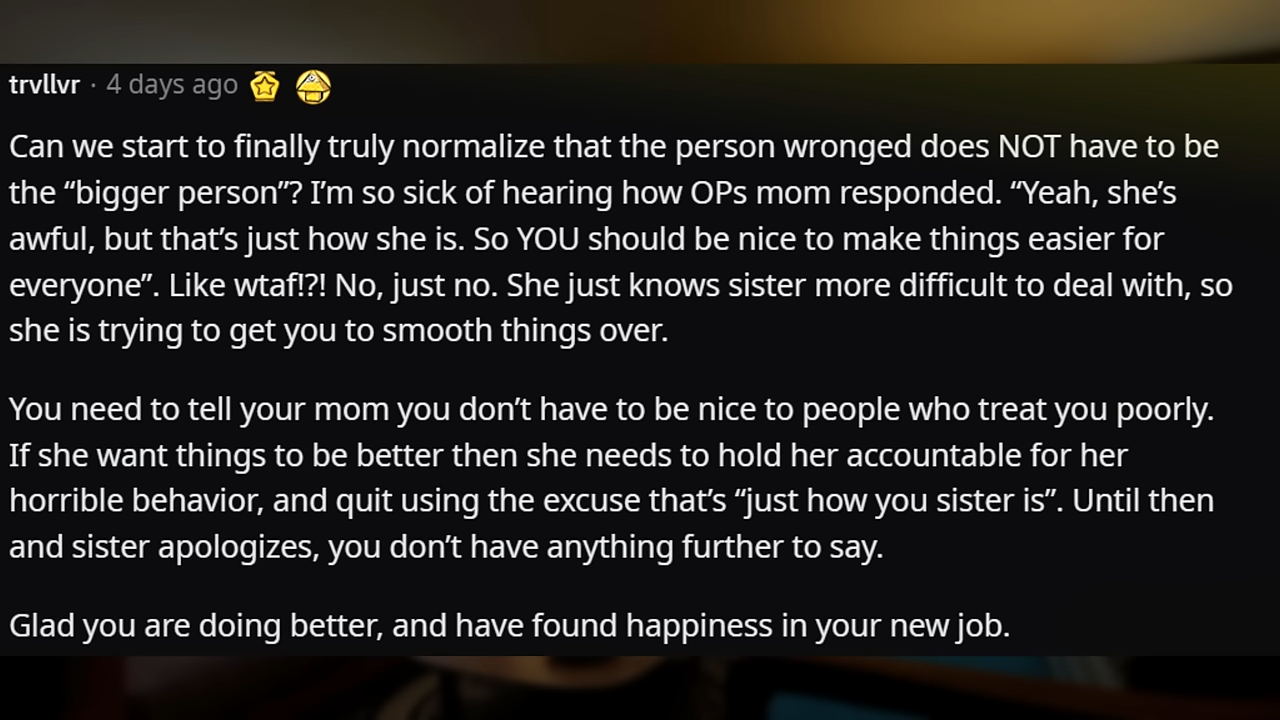 trvllvr · 4 days ago
Can we start to finally truly normalize that the person wronged does NOT have to be
the “bigger person”? I’m so sick of hearing how OPs mom responded. “Yeah, she’s
awful, but that’s just how she is. So YOU should be nice to make things easier for
everyone”. Like wtaf!?! No, just no. She just knows sister more difficult to deal with, so
she is trying to get you to smooth things over.
You need to tell your mom you don’t have to be nice to people who treat you poorly.
If she want things to be better then she needs to hold her accountable for her
horrible behavior, and quit using the excuse that’s “just how you sister is”. Until then
and sister apologizes, you don’t have anything further to say.
Glad you are doing better, and have found happiness in your new job.